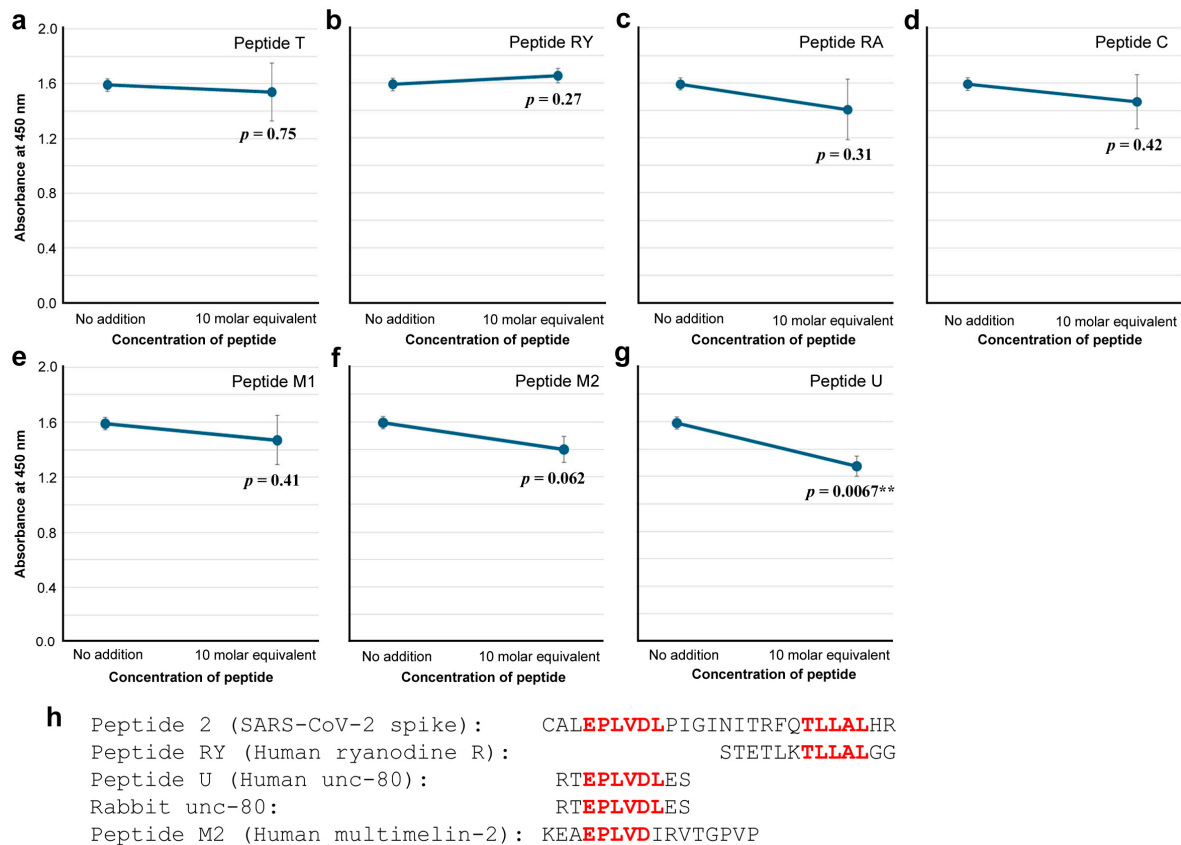 a
Peptide T
2.0
1.6
1.2
0.8
0.4
0.0
Absorbance at 450 nm
p = 0.75
No addition
10 molar equivalent
Concentration of peptide
b
Peptide RY
p = 0.27
No addition
10 molar equivalent
Concentration of peptide
c
Peptide RA
p = 0.31
No addition
10 molar equivalent
Concentration of peptide
d
Peptide C
p = 0.42
No addition
10 molar equivalent
Concentration of peptide
e
Peptide M1
2.0
1.6
1.2
0.8
0.4
0.0
Absorbance at 450 nm
p = 0.41
No addition
10 molar equivalent
Concentration of peptide
f
Peptide M2
p = 0.062
No addition
10 molar equivalent
Concentration of peptide
g
Peptide U
p = 0.0067**
No addition
10 molar equivalent
Concentration of peptide
h
Peptide 2 (SARS-CoV-2 spike): CALEPLVDLPIGINITRFQTLLALHR
Peptide RY (Human ryanodine R): STETLKTLLALGG
Peptide U (Human unc-80): RTEPLVDLES
Rabbit unc-80: RTEPLVDLES
Peptide M2 (Human multimelin-2): KEAEPLVDIRVTGPVP